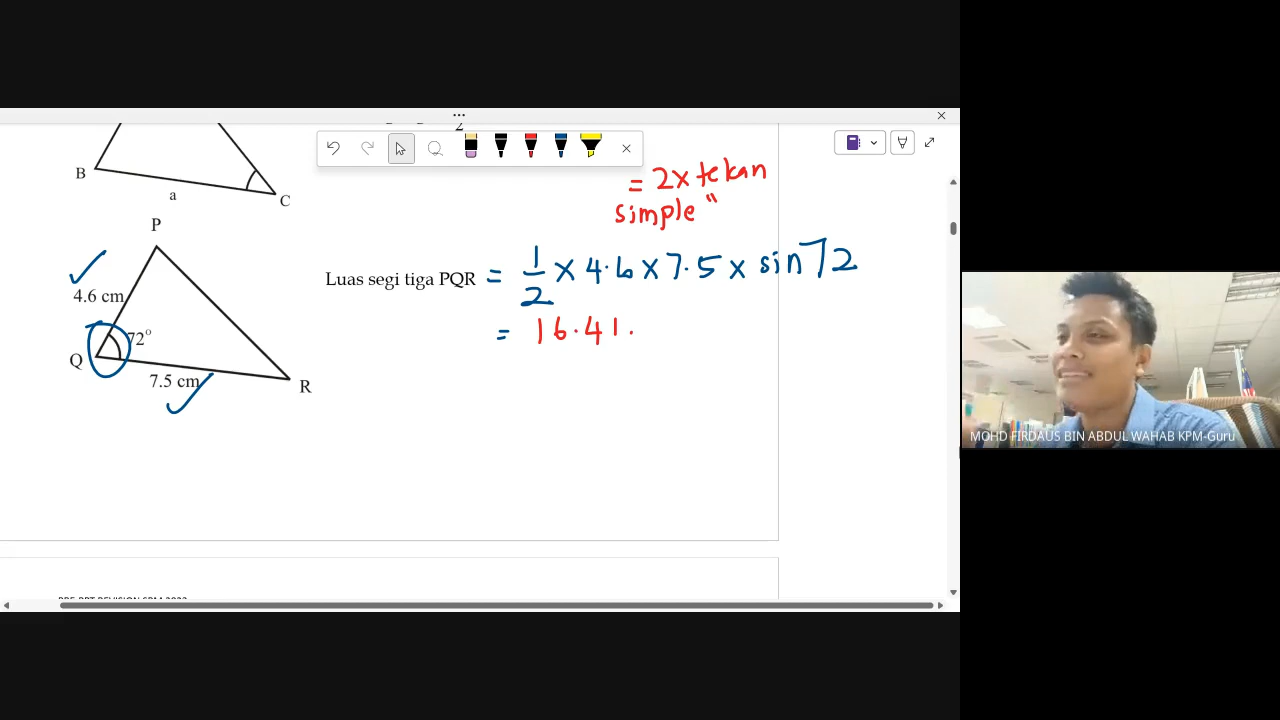 2
B
a
C
= 2x tekan
simple "
P
4.6 cm
72°
Q
7.5 cm
R
Luas segi tiga PQR = 1/2 × 4.6 × 7.5 × sin 72
= 16.41.
MOHD FIRDAUS BIN ABDUL WAHAB KPM-Guru